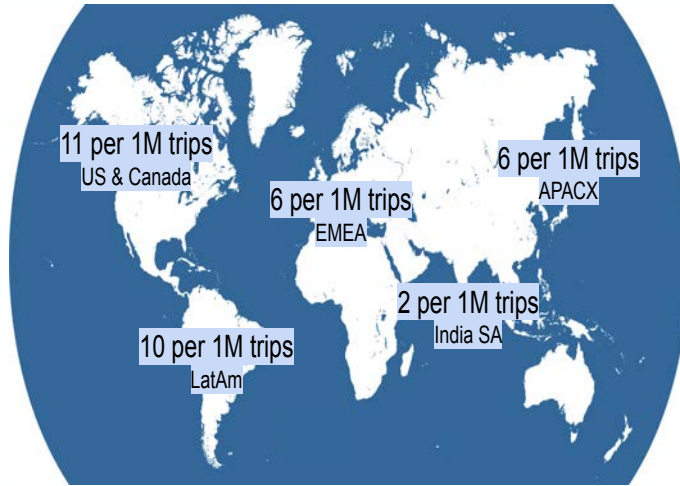 11 per 1M trips
US & Canada
6 per 1M trips
APACX
6 per 1M trips
EMEA
2 per 1M trips
India SA
10 per 1M trips
LatAm